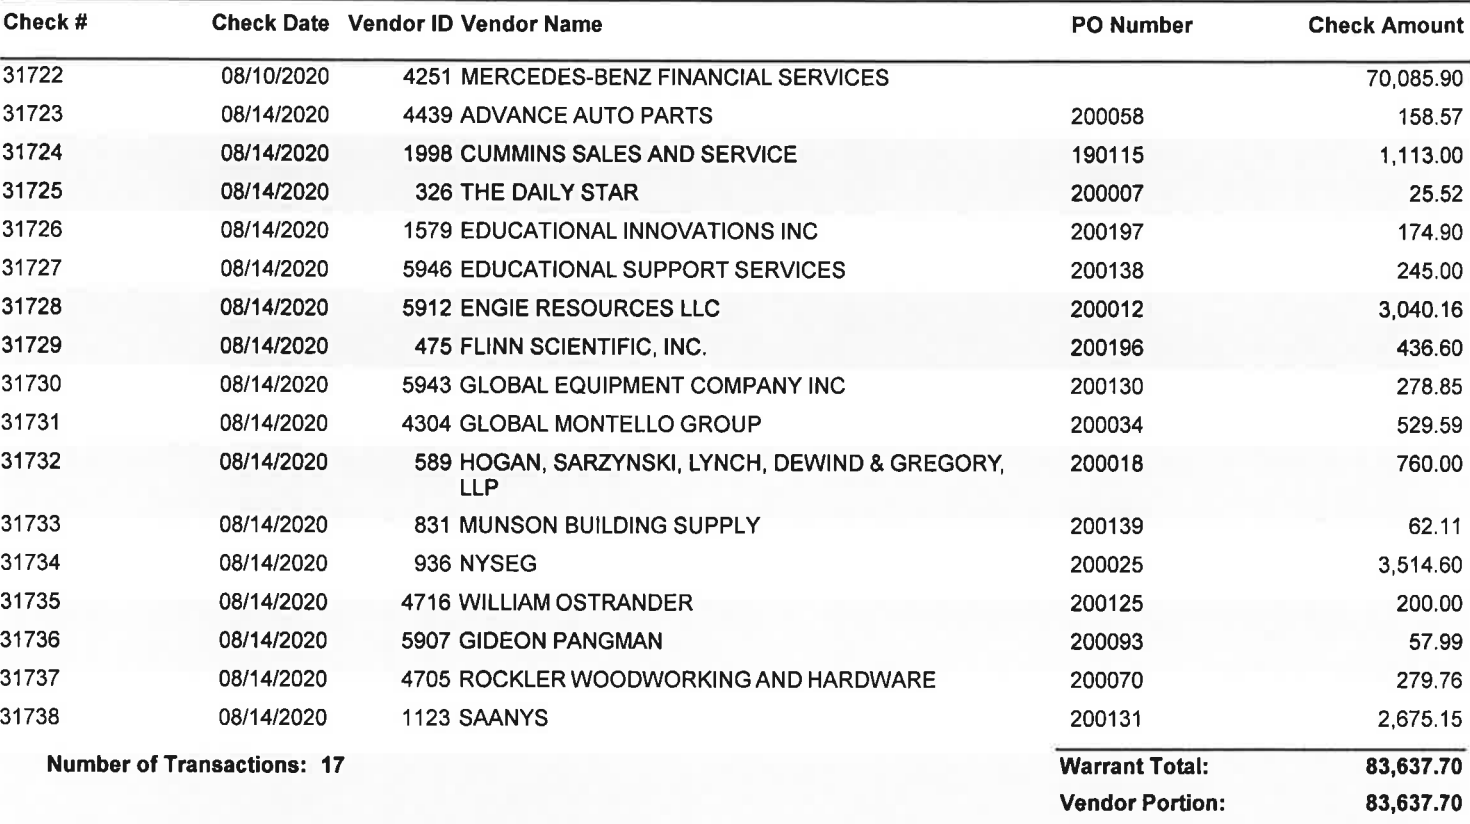 Check # Check Date Vendor ID Vendor Name PO Number Check Amount
31722 08/10/2020 4251 MERCEDES-BENZ FINANCIAL SERVICES 70,085.90
31723 08/14/2020 4439 ADVANCE AUTO PARTS 200058 158.57
31724 08/14/2020 1998 CUMMINS SALES AND SERVICE 190115 1,113.00
31725 08/14/2020 326 THE DAILY STAR 200007 25.52
31726 08/14/2020 1579 EDUCATIONAL INNOVATIONS INC 200197 174.90
31727 08/14/2020 5946 EDUCATIONAL SUPPORT SERVICES 200138 245.00
31728 08/14/2020 5912 ENGIE RESOURCES LLC 200012 3,040.16
31729 08/14/2020 475 FLINN SCIENTIFIC, INC. 200196 436.60
31730 08/14/2020 5943 GLOBAL EQUIPMENT COMPANY INC 200130 278.85
31731 08/14/2020 4304 GLOBAL MONTELLO GROUP 200034 529.59
31732 08/14/2020 589 HOGAN, SARZYNSKI, LYNCH, DEWIND & GREGORY, 200018 760.00
LLP
31733 08/14/2020 831 MUNSON BUILDING SUPPLY 200139 62.11
31734 08/14/2020 936 NYSEG 200025 3,514.60
31735 08/14/2020 4716 WILLIAM OSTRANDER 200125 200.00
31736 08/14/2020 5907 GIDEON PANGMAN 200093 57.99
31737 08/14/2020 4705 ROCKLER WOODWORKING AND HARDWARE 200070 279.76
31738 08/14/2020 1123 SAANYS 200131 2,675.15
Number of Transactions: 17 Warrant Total: 83,637.70
Vendor Portion: 83,637.70